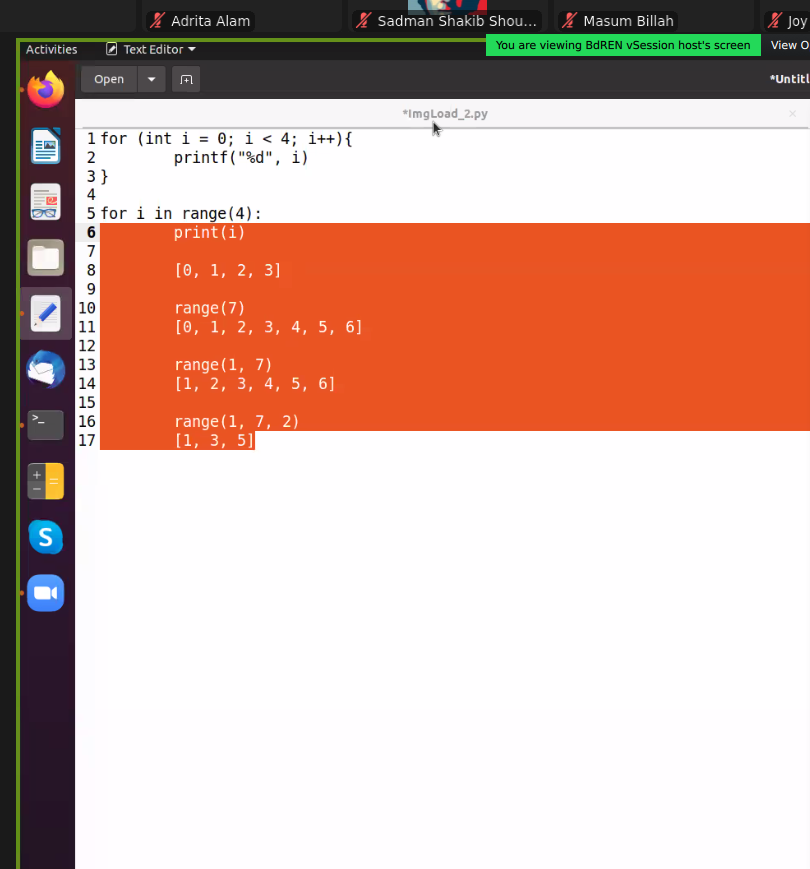 Adrita Alam
Sadman Shakib Shou...
Masum Billah
Joy
Activities
Text Editor
You are viewing BdREN vSession host's screen
View O
Open
*Untitl
*ImgLoad_2.py
1 for (int i = 0; i < 4; i++){
2 printf("%d", i)
3 }
4
5 for i in range(4):
6 print(i)
7
8 [0, 1, 2, 3]
9
10 range(7)
11 [0, 1, 2, 3, 4, 5, 6]
12
13 range(1, 7)
14 [1, 2, 3, 4, 5, 6]
15
16 range(1, 7, 2)
17 [1, 3, 5]